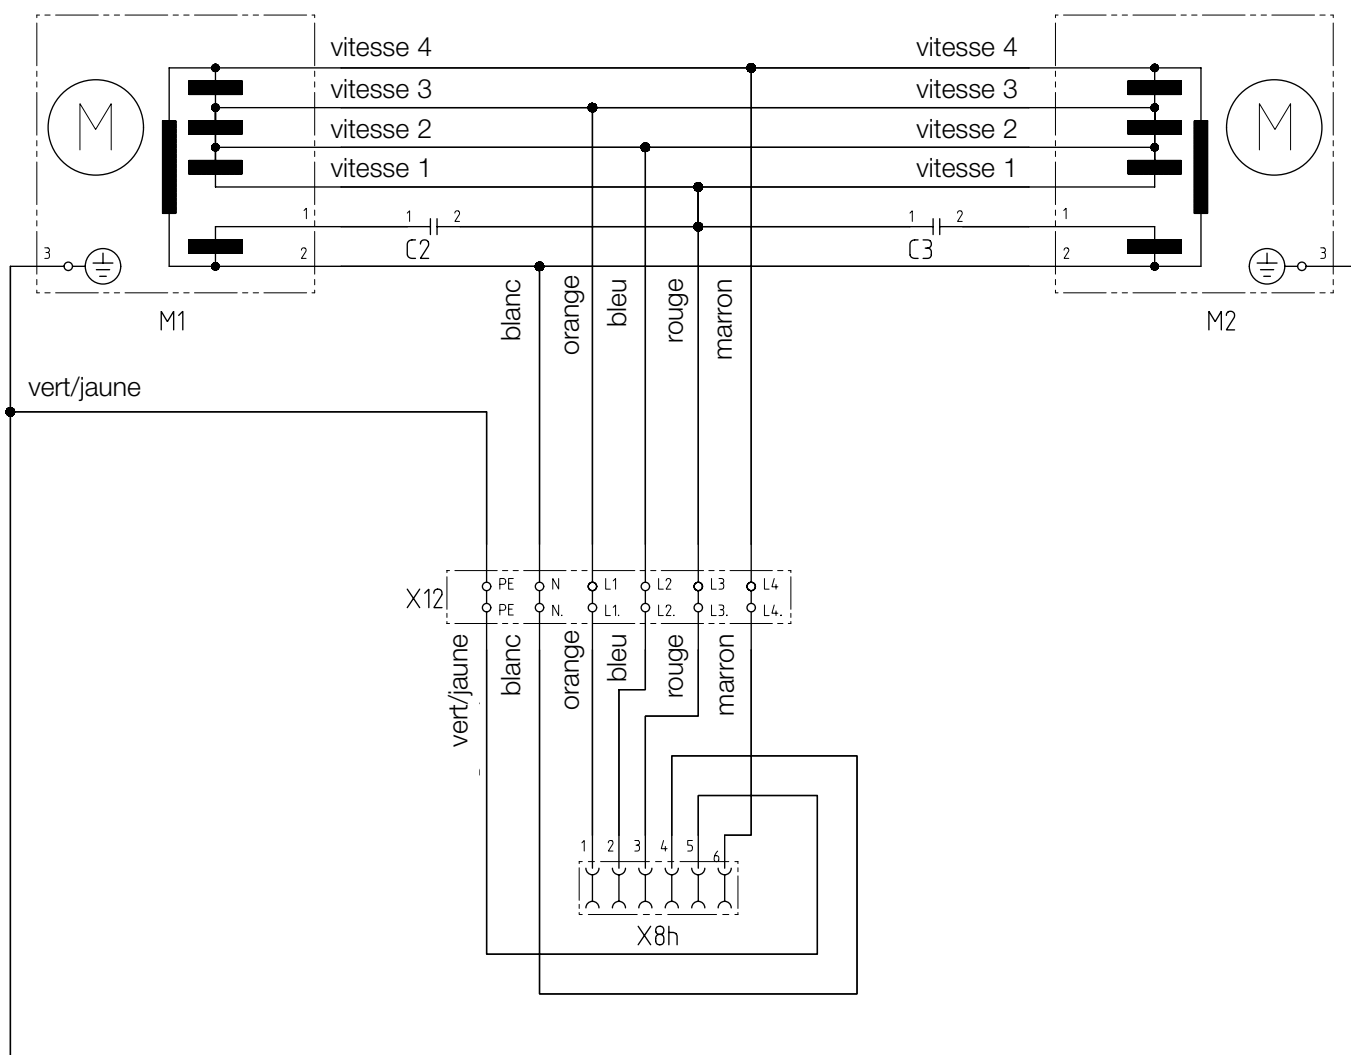 vitesse 4 vitesse 4
vitesse 3 vitesse 3
M M
vitesse 2 vitesse 2
vitesse 1 vitesse 1
1 1 2 1 2 1
C2 C3
3 2 2 3
blanc orange bleu rouge marron
M1 M2
vert/jaune
X12
PE N L1 L2 L3 L4
PE N. L1. L2. L3. L4.
vert/jaune blanc orange bleu rouge marron
1 2 3 4 5 6
X8h